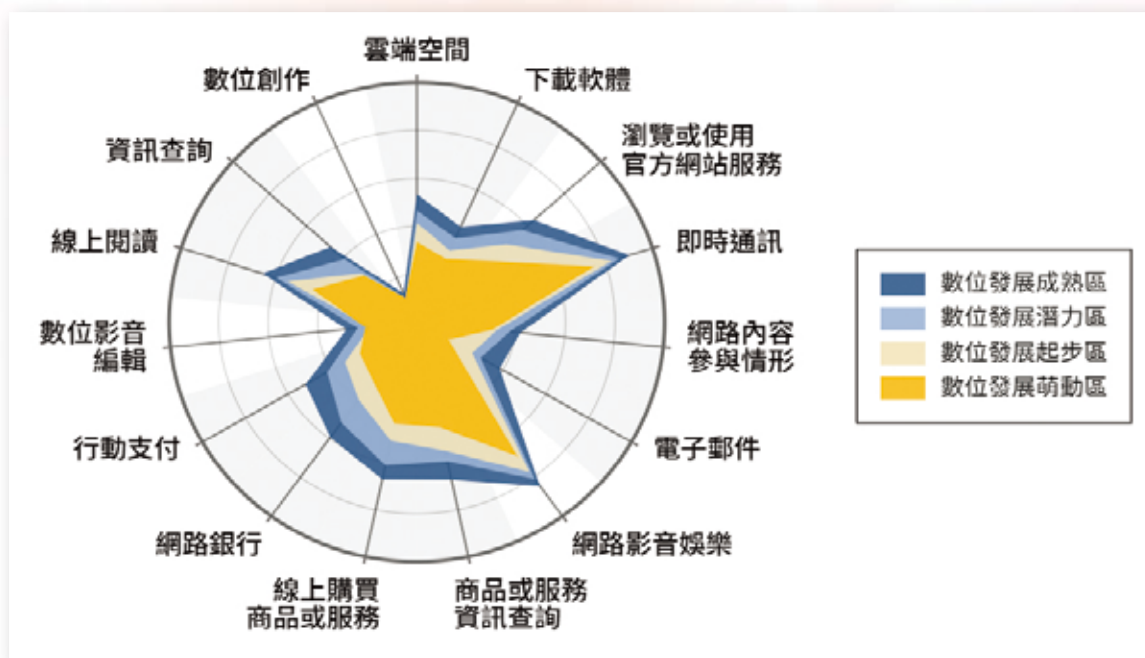 雲端空間
下載軟體
瀏覽或使用
官方網站服務
即時通訊
網路內容
參與情形
電子郵件
網路影音娛樂
商品或服務
資訊查詢
線上購買
商品或服務
網路銀行
行動支付
數位影音
編輯
線上閱讀
資訊查詢
數位創作
數位發展成熟區
數位發展潛力區
數位發展起步區
數位發展萌動區